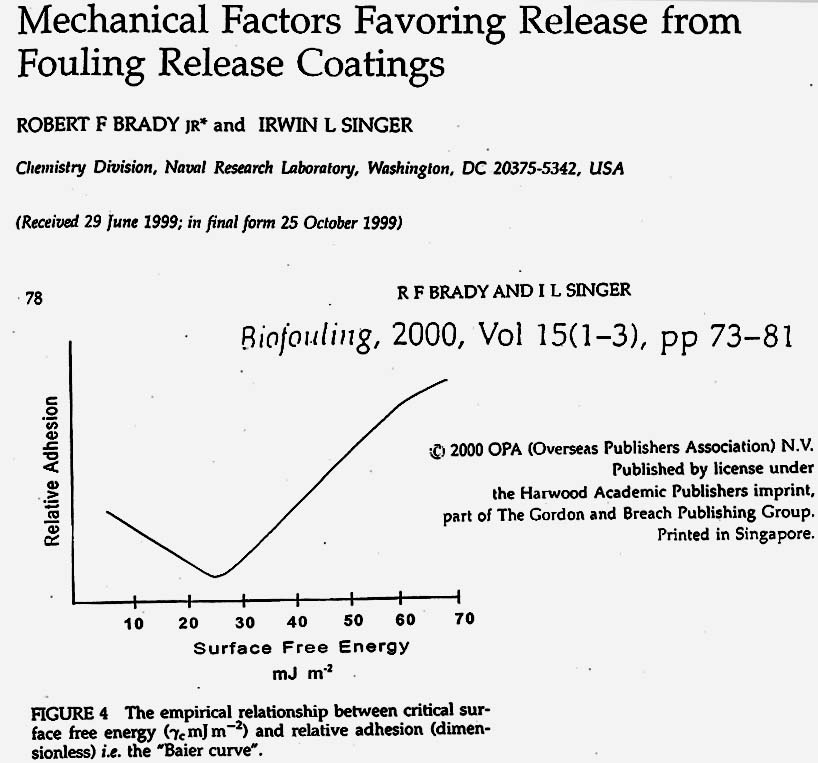 Mechanical Factors Favoring Release from
Fouling Release Coatings
ROBERT F BRADY JR* and IRWIN L SINGER
Chemistry Division, Naval Research Laboratory, Washington, DC 20375-5342, USA
(Received 29 June 1999; in final form 25 October 1999)
78
R F BRADY AND I L SINGER
Biofouling, 2000, Vol 15(1–3), pp 73–81
Relative Adhesion
© 2000 OPA (Overseas Publishers Association) N.V.
Published by license under
the Harwood Academic Publishers imprint,
part of The Gordon and Breach Publishing Group.
Printed in Singapore.
10 20 30 40 50 60 70
Surface Free Energy
mJ m⁻²
FIGURE 4 The empirical relationship between critical sur-
face free energy (γc mJ m⁻²) and relative adhesion (dimen-
sionless) i.e. the "Baier curve".